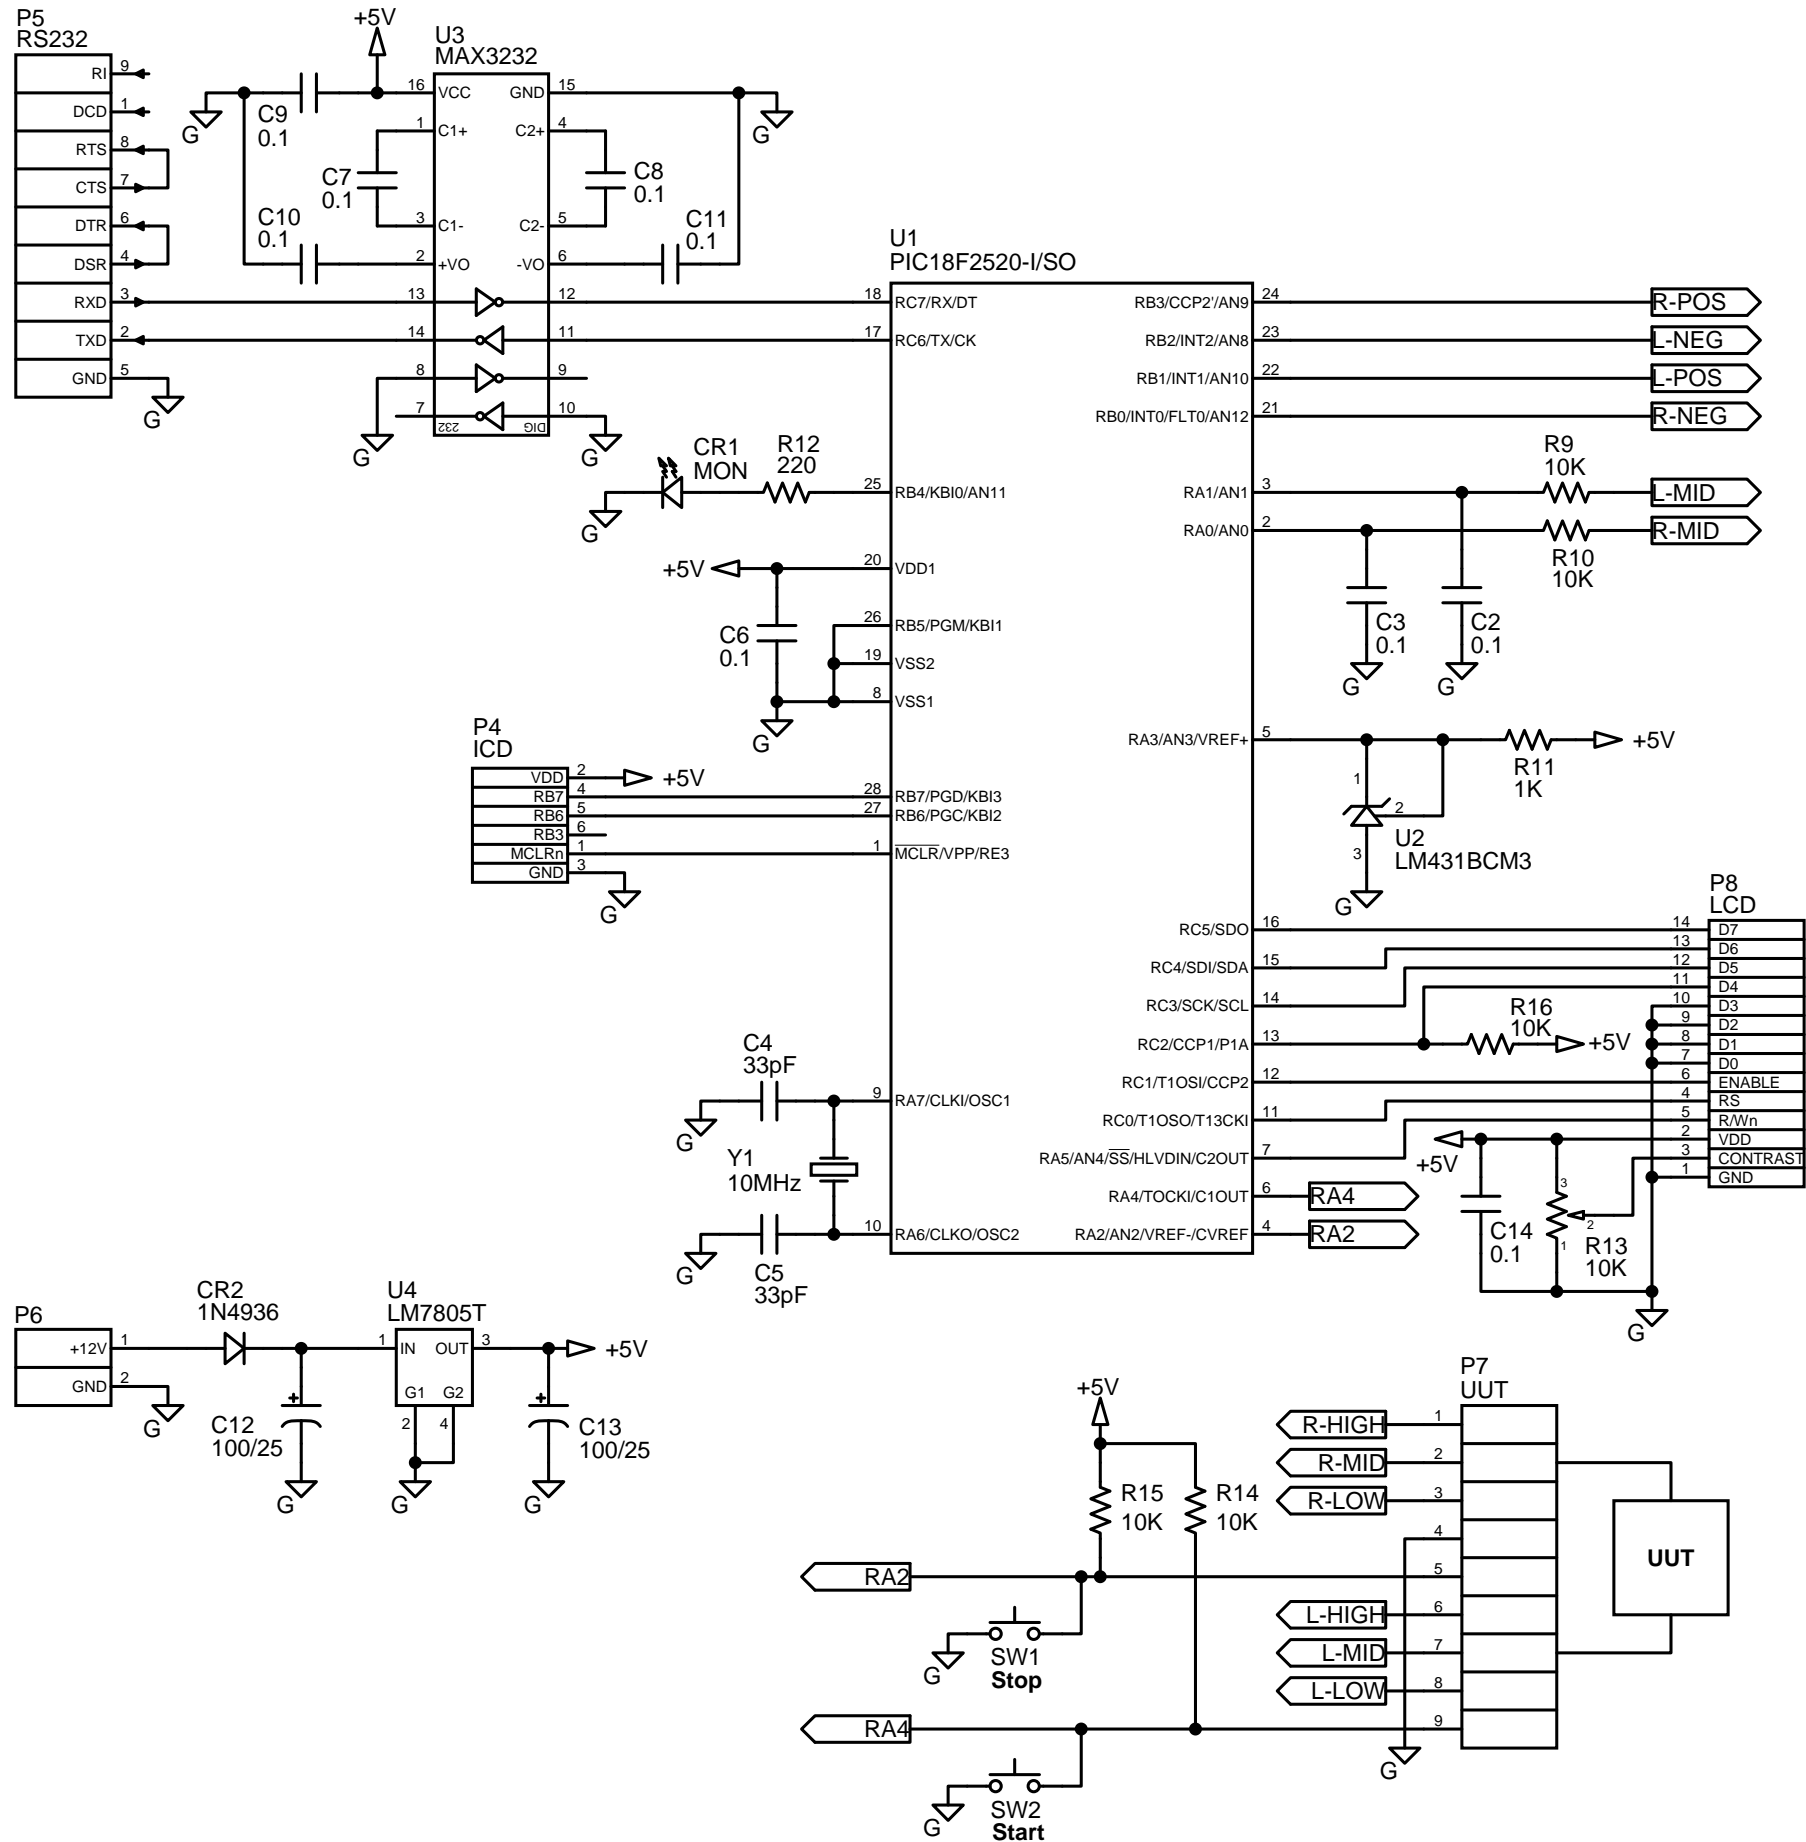 P5
RS232
RI 9
DCD 1
RTS 8
CTS 7
DTR 6
DSR 4
RXD 3
TXD 2
GND 5
G
+5V
G
C9
0.1
C10
0.1
C7
0.1
U3
MAX3232
16 VCC GND 15
1 C1+ C2+ 4
3 C1- C2- 5
2 +VO -VO 6
13 12
14 11
8 9
7 10
232 DIG
C8
0.1
C11
0.1
G
G
G
U1
PIC18F2520-I/SO
18 RC7/RX/DT
17 RC6/TX/CK
25 RB4/KBI0/AN11
20 VDD1
26 RB5/PGM/KBI1
19 VSS2
8 VSS1
28 RB7/PGD/KBI3
27 RB6/PGC/KBI2
1 MCLR/VPP/RE3
9 RA7/CLKI/OSC1
10 RA6/CLKO/OSC2
RB3/CCP2'/AN9 24
RB2/INT2/AN8 23
RB1/INT1/AN10 22
RB0/INT0/FLT0/AN12 21
RA1/AN1 3
RA0/AN0 2
RA3/AN3/VREF+ 5
RC5/SDO 16
RC4/SDI/SDA 15
RC3/SCK/SCL 14
RC2/CCP1/P1A 13
RC1/T1OSI/CCP2 12
RC0/T1OSO/T13CKI 11
RA5/AN4/SS/HLVDIN/C2OUT 7
RA4/TOCKI/C1OUT 6
RA2/AN2/VREF-/CVREF 4
R-POS
L-NEG
L-POS
R-NEG
R9
10K
L-MID
R-MID
R10
10K
C3
0.1
C2
0.1
G
G
CR1
MON
R12
220
G
+5V
C6
0.1
G
P4
ICD
VDD 2
RB7 4
RB6 5
RB3 6
MCLRn 1
GND 3
+5V
G
R11
1K
+5V
1
2
3
U2
LM431BCM3
G
P8
LCD
14 D7
13 D6
12 D5
11 D4
10 D3
9 D2
8 D1
7 D0
6 ENABLE
4 RS
5 R/Wn
2 VDD
3 CONTRAST
1 GND
R16
10K
+5V
+5V
C14
0.1
3
2
1
R13
10K
G
RA4
RA2
C4
33pF
G
Y1
10MHz
C5
33pF
G
P6
+12V 1
GND 2
G
CR2
1N4936
U4
LM7805T
1 IN OUT 3
G1 G2
2 4
+5V
+
C12
100/25
G
G
+
C13
100/25
G
+5V
R15
10K
R14
10K
RA2
SW1
Stop
G
RA4
SW2
Start
G
P7
UUT
R-HIGH 1
R-MID 2
R-LOW 3
4
5
L-HIGH 6
L-MID 7
L-LOW 8
9
G
UUT